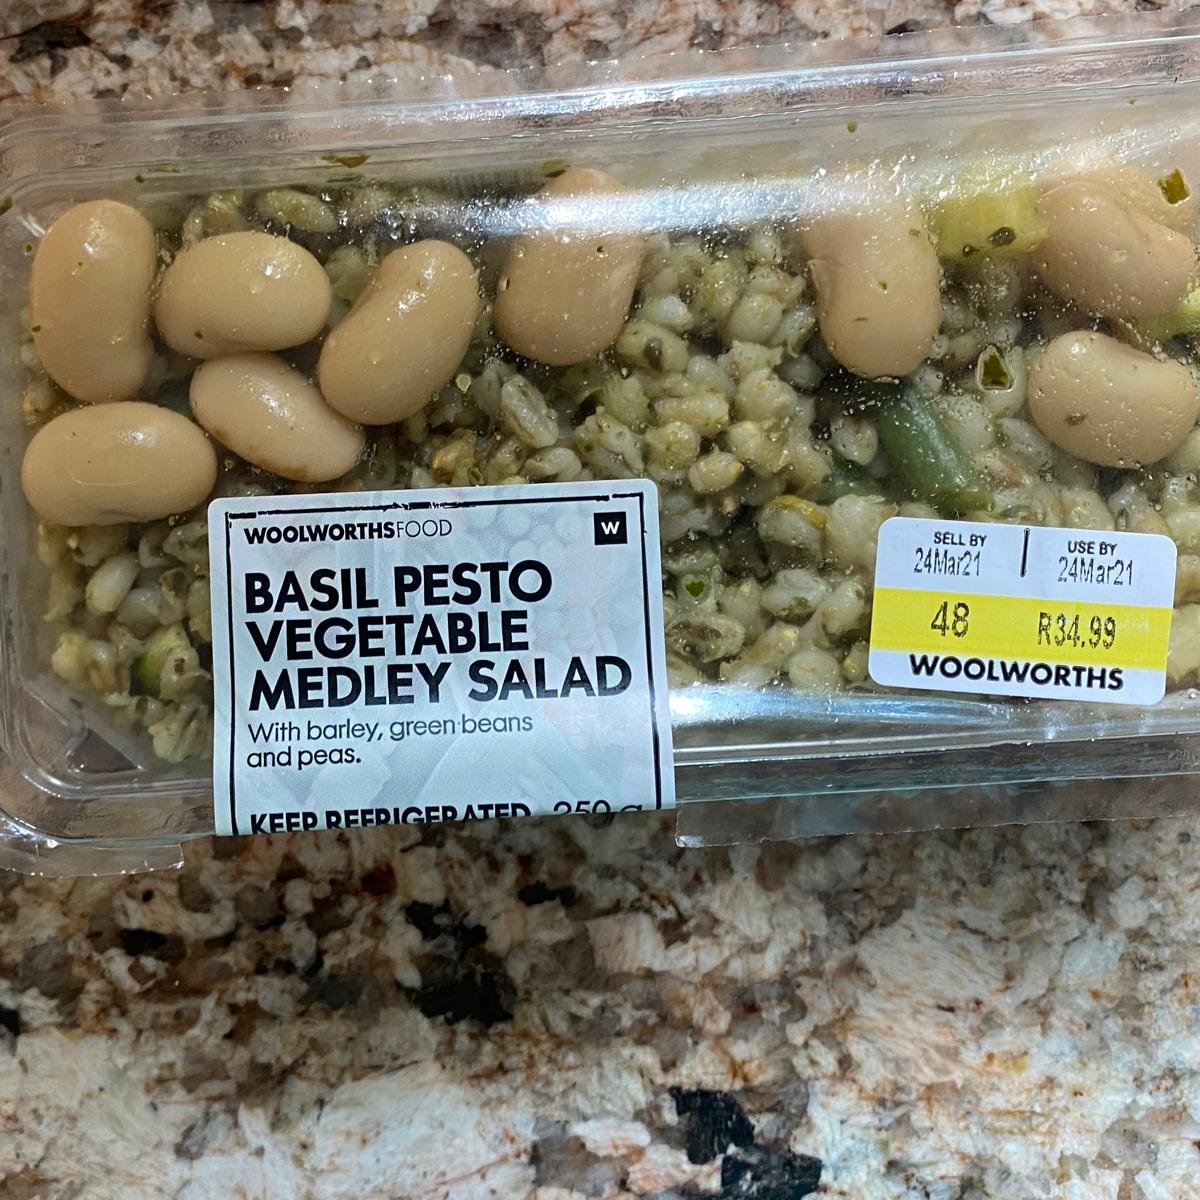 WOOLWORTHSFOOD
W
BASIL PESTO
VEGETABLE
MEDLEY SALAD
With barley, green beans
and peas.
KEEP REFRIGERATED 250 g
SELL BY USE BY
24Mar21 24Mar21
48 R34.99
WOOLWORTHS